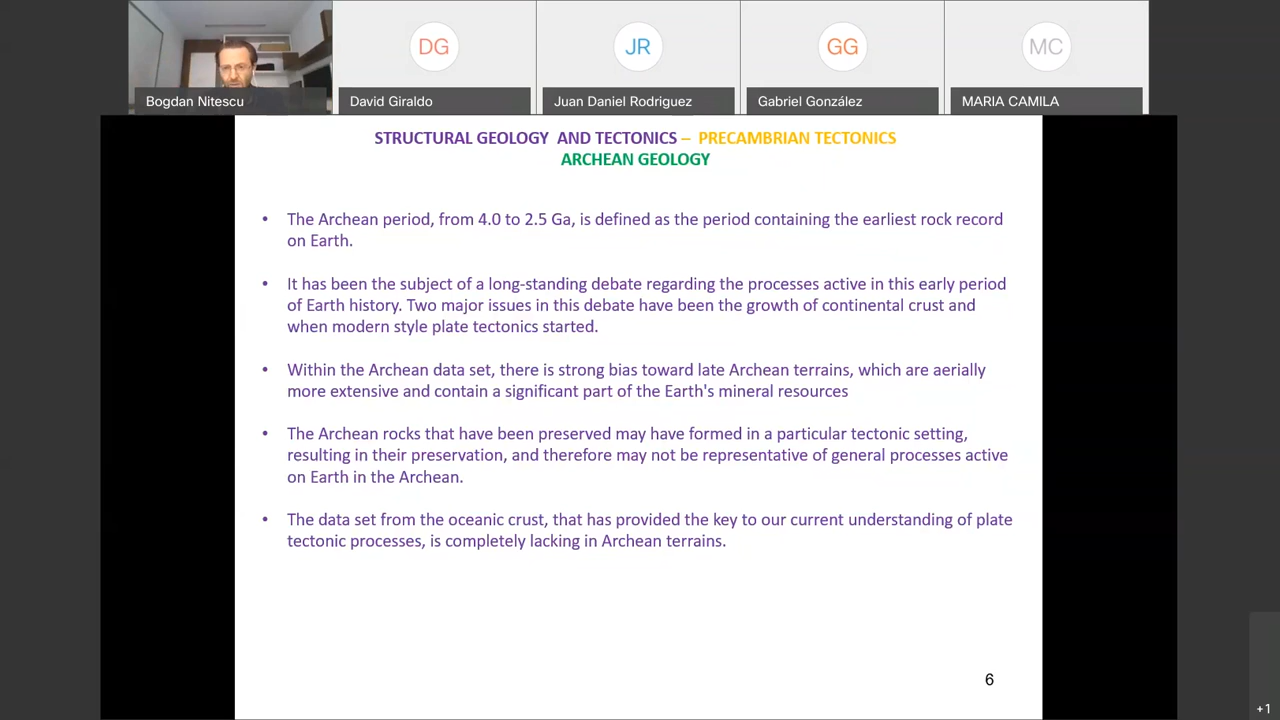 DG
JR
GG
MC
Bogdan Nitescu
David Giraldo
Juan Daniel Rodriguez
Gabriel González
MARIA CAMILA
STRUCTURAL GEOLOGY AND TECTONICS – PRECAMBRIAN TECTONICS
ARCHEAN GEOLOGY
• The Archean period, from 4.0 to 2.5 Ga, is defined as the period containing the earliest rock record
on Earth.
• It has been the subject of a long-standing debate regarding the processes active in this early period
of Earth history. Two major issues in this debate have been the growth of continental crust and
when modern style plate tectonics started.
• Within the Archean data set, there is strong bias toward late Archean terrains, which are aerially
more extensive and contain a significant part of the Earth's mineral resources
• The Archean rocks that have been preserved may have formed in a particular tectonic setting,
resulting in their preservation, and therefore may not be representative of general processes active
on Earth in the Archean.
• The data set from the oceanic crust, that has provided the key to our current understanding of plate
tectonic processes, is completely lacking in Archean terrains.
6
+1